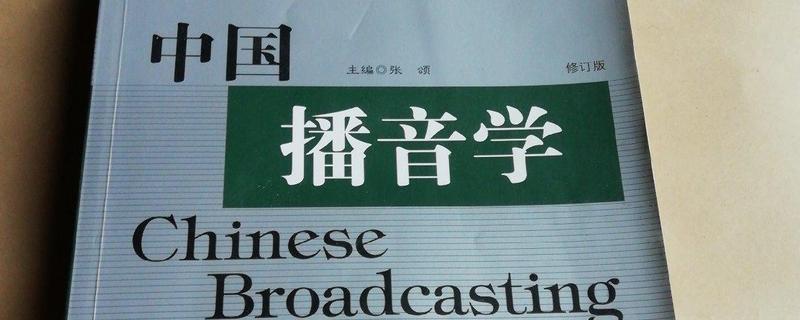 中国
主编◎张 颂
修订版
播音学
Chinese
Broadcasting